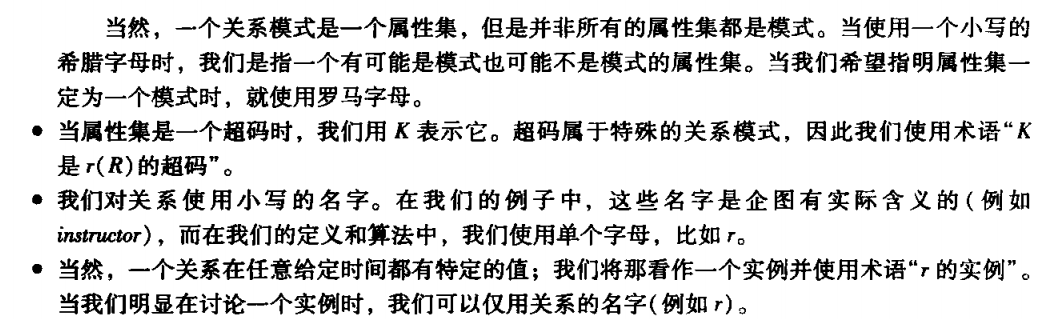 当然，一个关系模式是一个属性集，但是并非所有的属性集都是模式。当使用一个小写的
希腊字母时，我们是指一个有可能是模式也可能不是模式的属性集。当我们希望指明属性集一
定为一个模式时，就使用罗马字母。
● 当属性集是一个超码时，我们用 K 表示它。超码属于特殊的关系模式，因此我们使用术语“K
是 r(R)的超码”。
● 我们对关系使用小写的名字。在我们的例子中，这些名字是企图有实际含义的(例如
instructor)，而在我们的定义和算法中，我们使用单个字母，比如 r。
● 当然，一个关系在任意给定时间都有特定的值；我们将那看作一个实例并使用术语“r 的实例”。
当我们明显在讨论一个实例时，我们可以仅用关系的名字(例如 r)。